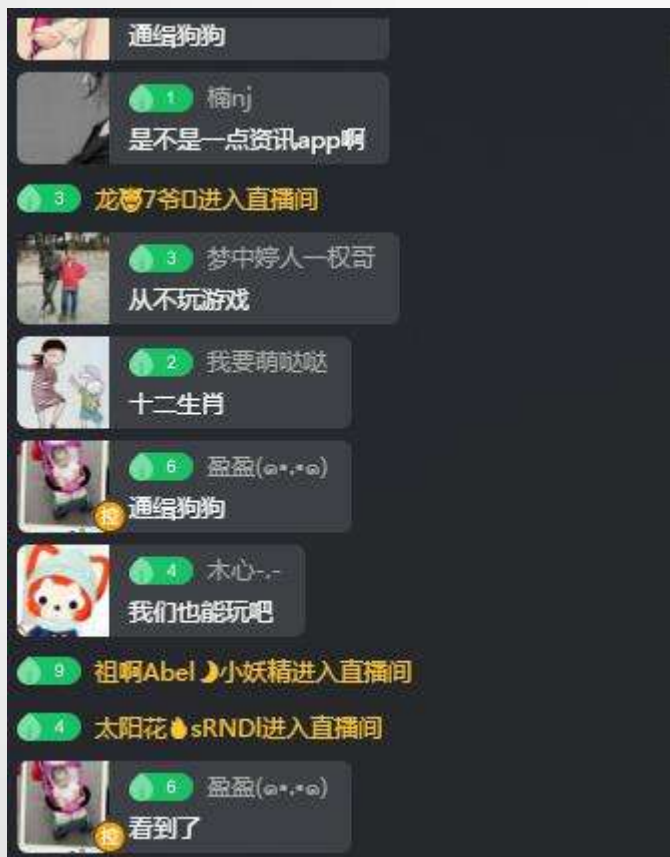 通缉狗狗
1 楠nj
是不是一点资讯app啊
3 龙😇7爷▯进入直播间
3 梦中婷人一权哥
从不玩游戏
2 我要萌哒哒
十二生肖
6 盈盈(๑•.•๑)
控 通缉狗狗
4 木心-.-
我们也能玩吧
9 祖啊Abel🌛小妖精进入直播间
4 太阳花🔥sRNDl进入直播间
6 盈盈(๑•.•๑)
控 看到了